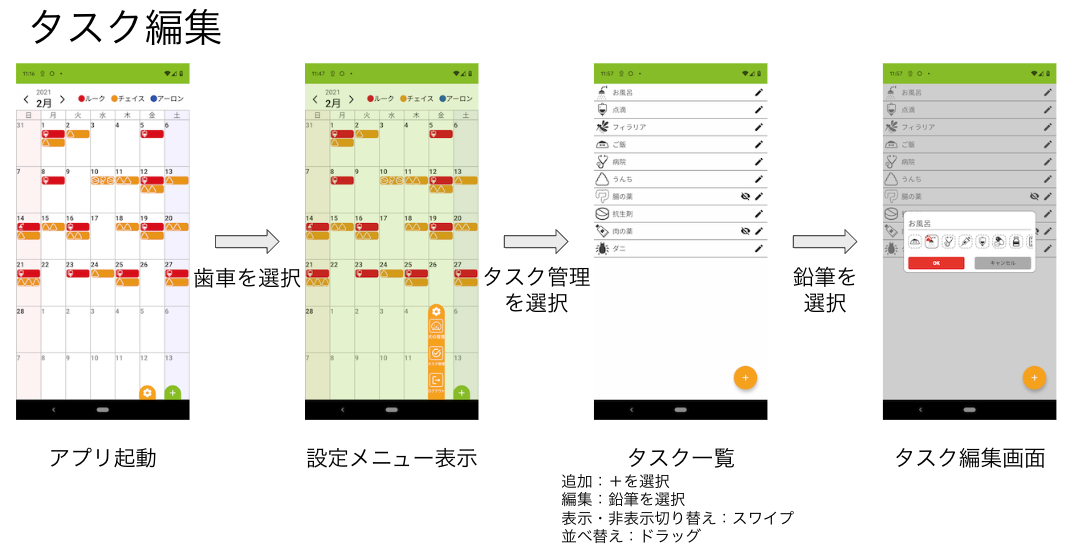 タスク編集
11:16
2021
2月
ルーク チェイス アーロン
日 月 火 水 木 金 土
31 1 2 3 4 5 6
7 8 9 10 11 12 13
14 15 16 17 18 19 20
21 22 23 24 25 26 27
28 1 2 3 4 5 6
7 8 9 10 11 12 13
アプリ起動
歯車を選択
11:47
2021
2月
ルーク チェイス アーロン
日 月 火 水 木 金 土
31 1 2 3 4 5 6
7 8 9 10 11 12 13
14 15 16 17 18 19 20
21 22 23 24 25 26 27
28 1 2 3 4 5 6
7 8 9 10 11 12 13
設定メニュー表示
タスク管理
を選択
11:57
お風呂
点滴
フィラリア
ご飯
病院
うんち
腸の薬
抗生剤
肉の薬
ダニ
タスク一覧
追加：＋を選択
編集：鉛筆を選択
表示・非表示切り替え：スワイプ
並べ替え：ドラッグ
鉛筆を
選択
11:57
お風呂
点滴
フィラリア
ご飯
病院
うんち
腸の薬
お風呂
OK キャンセル
タスク編集画面